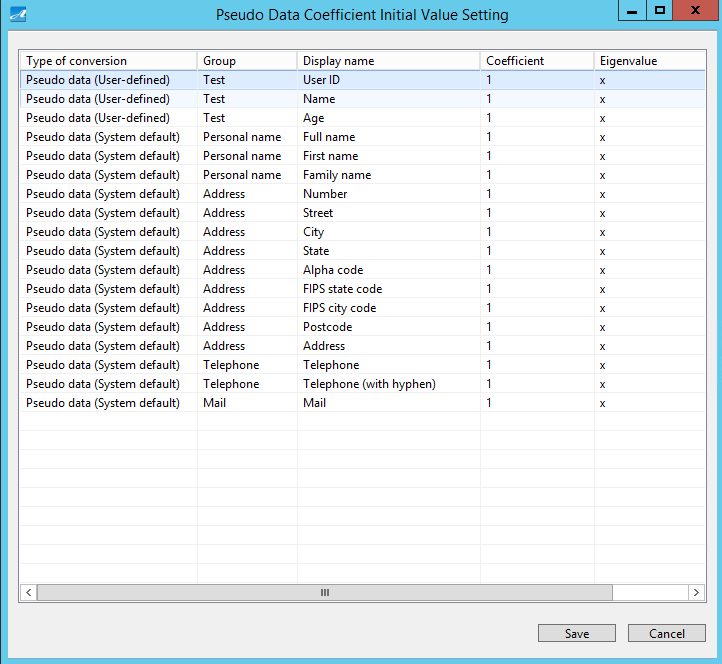 Pseudo Data Coefficient Initial Value Setting
Type of conversion Group Display name Coefficient Eigenvalue
Pseudo data (User-defined) Test User ID 1 x
Pseudo data (User-defined) Test Name 1 x
Pseudo data (User-defined) Test Age 1 x
Pseudo data (System default) Personal name Full name 1 x
Pseudo data (System default) Personal name First name 1 x
Pseudo data (System default) Personal name Family name 1 x
Pseudo data (System default) Address Number 1 x
Pseudo data (System default) Address Street 1 x
Pseudo data (System default) Address City 1 x
Pseudo data (System default) Address State 1 x
Pseudo data (System default) Address Alpha code 1 x
Pseudo data (System default) Address FIPS state code 1 x
Pseudo data (System default) Address FIPS city code 1 x
Pseudo data (System default) Address Postcode 1 x
Pseudo data (System default) Address Address 1 x
Pseudo data (System default) Telephone Telephone 1 x
Pseudo data (System default) Telephone Telephone (with hyphen) 1 x
Pseudo data (System default) Mail Mail 1 x
Save Cancel